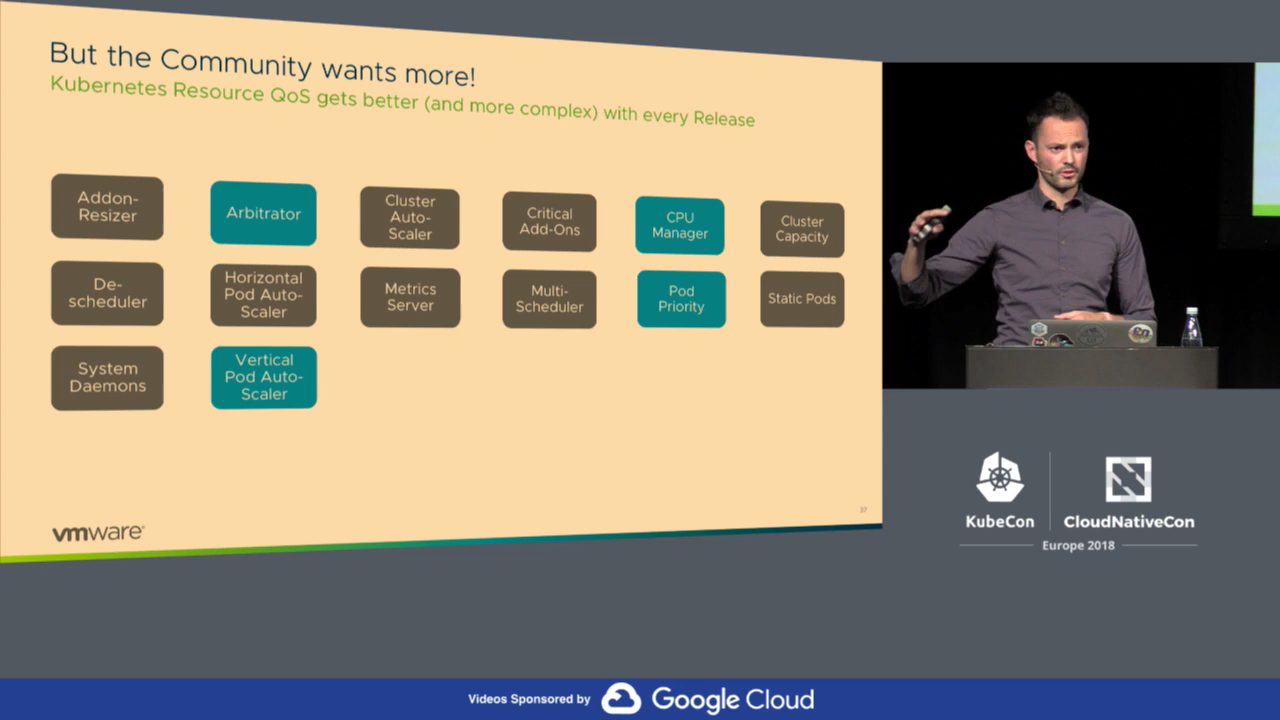 But the Community wants more!
Kubernetes Resource QoS gets better (and more complex) with every Release
Addon-
Resizer
Arbitrator
Cluster
Auto-
Scaler
Critical
Add-Ons
CPU
Manager
Cluster
Capacity
De-
scheduler
Horizontal
Pod Auto-
Scaler
Metrics
Server
Multi-
Scheduler
Pod
Priority
Static Pods
System
Daemons
Vertical
Pod Auto-
Scaler
37
vmware®
KubeCon
CloudNativeCon
Europe 2018
Videos Sponsored by
Google Cloud